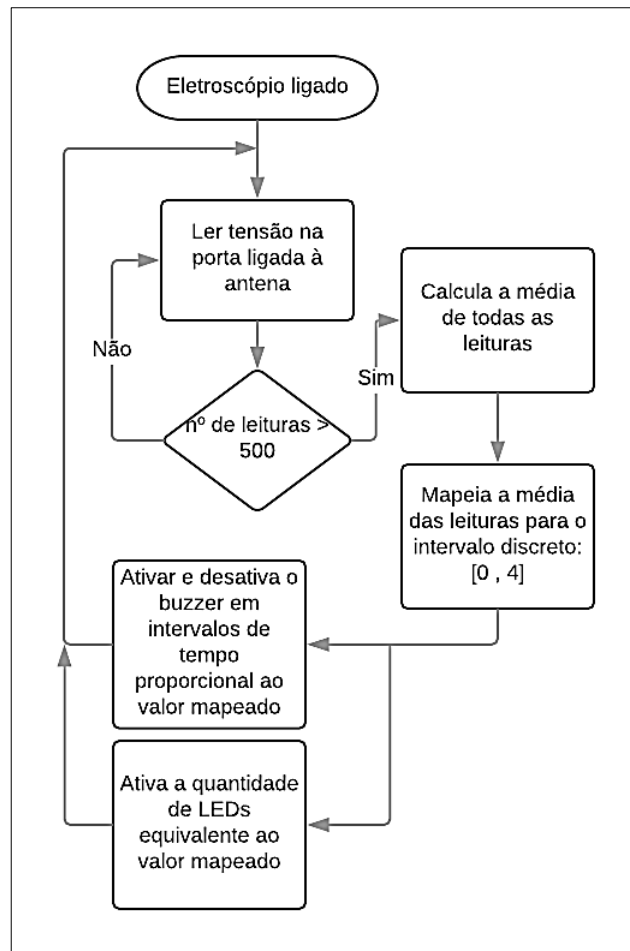 Eletroscópio ligado
Ler tensão na
porta ligada à
antena
Não
nº de leituras >
500
Sim
Calcula a média
de todas as
leituras
Mapeia a média
das leituras para o
intervalo discreto:
[0 , 4]
Ativar e desativa o
buzzer em
intervalos de
tempo
proporcional ao
valor mapeado
Ativa a quantidade
de LEDs
equivalente ao
valor mapeado